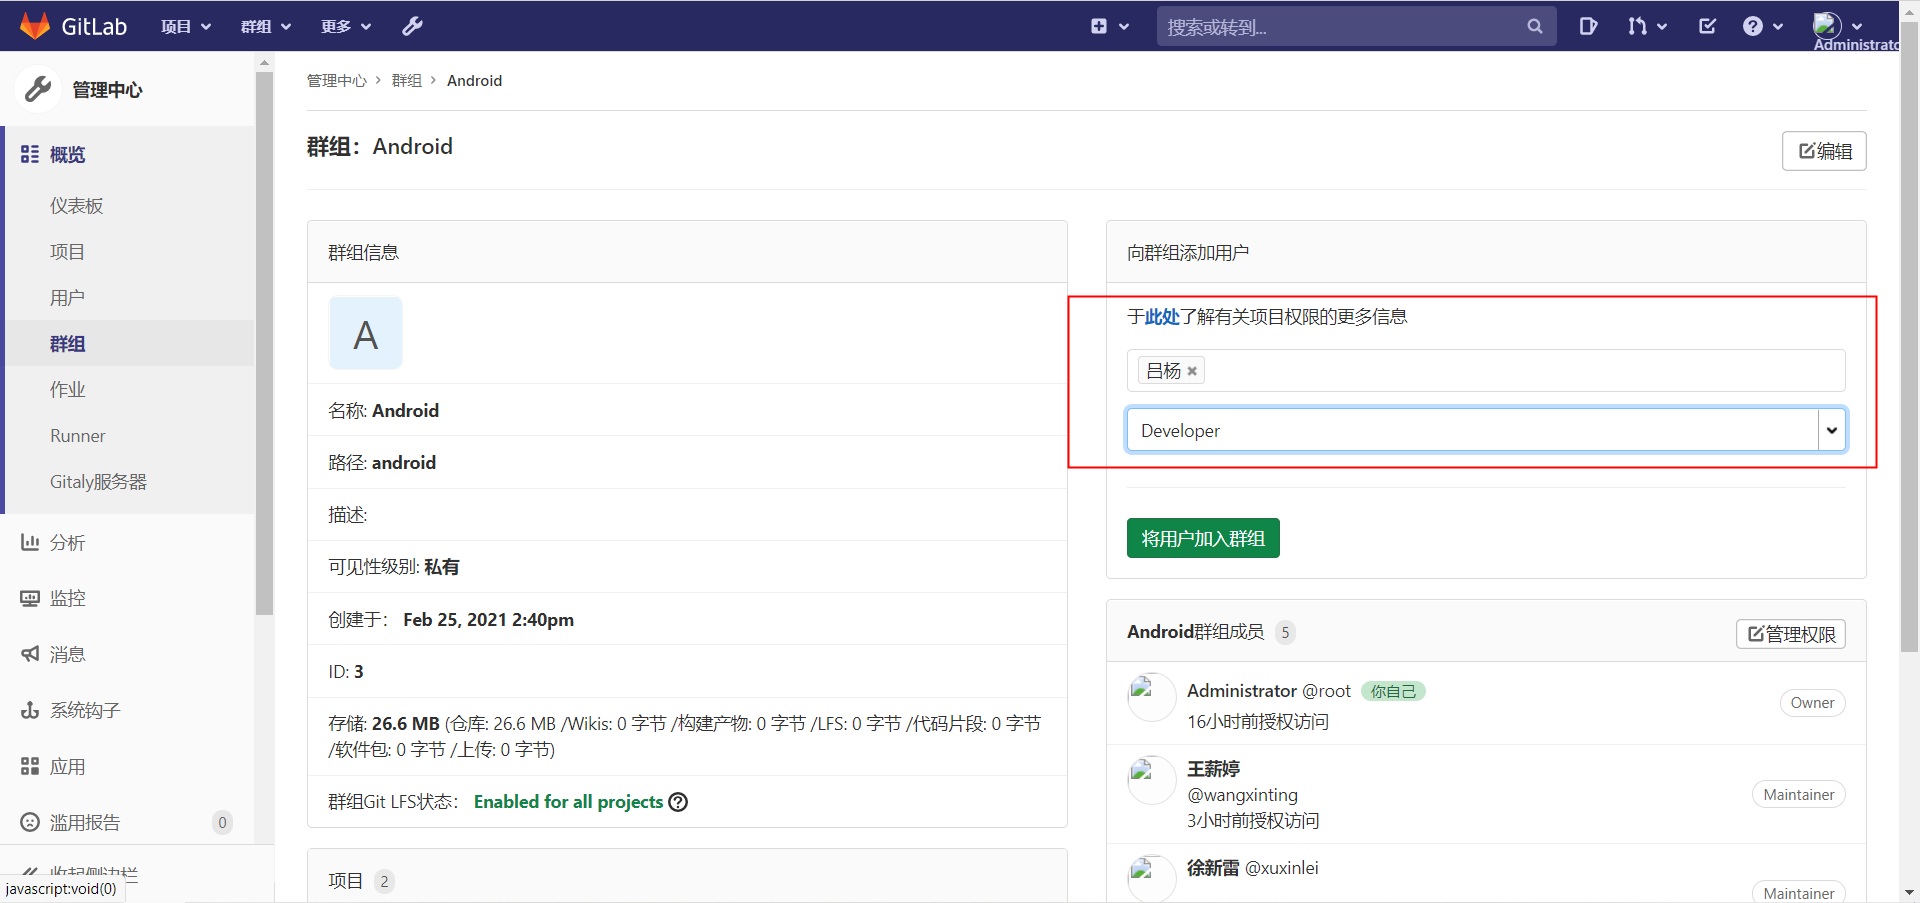 GitLab
项目
群组
更多
搜索或转到...
Administrato
管理中心
概览
仪表板
项目
用户
群组
作业
Runner
Gitaly服务器
分析
监控
消息
系统钩子
应用
滥用报告
0
收起侧边栏
javascript:void(0)
管理中心 > 群组 > Android
群组：Android
编辑
群组信息
A
名称: Android
路径: android
描述:
可见性级别: 私有
创建于： Feb 25, 2021 2:40pm
ID: 3
存储: 26.6 MB (仓库: 26.6 MB /Wikis: 0 字节 /构建产物: 0 字节 /LFS: 0 字节 /代码片段: 0 字节
/软件包: 0 字节 /上传: 0 字节)
群组Git LFS状态： Enabled for all projects
项目 2
向群组添加用户
于此处了解有关项目权限的更多信息
吕杨
Developer
将用户加入群组
Android群组成员 5
管理权限
Administrator @root 你自己
16小时前授权访问
Owner
王薪婷
@wangxinting
3小时前授权访问
Maintainer
徐新雷 @xuxinlei
Maintainer